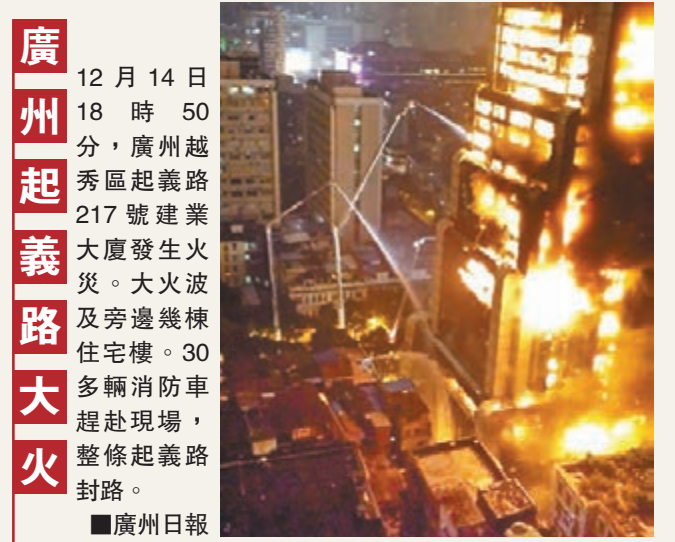 廣州起義路大火
12 月 14 日
18 時 50
分，廣州越
秀區起義路
217 號建業
大廈發生火
災。大火波
及旁邊幾棟
住宅樓。30
多輛消防車
趕赴現場，
整條起義路
封路。
■廣州日報